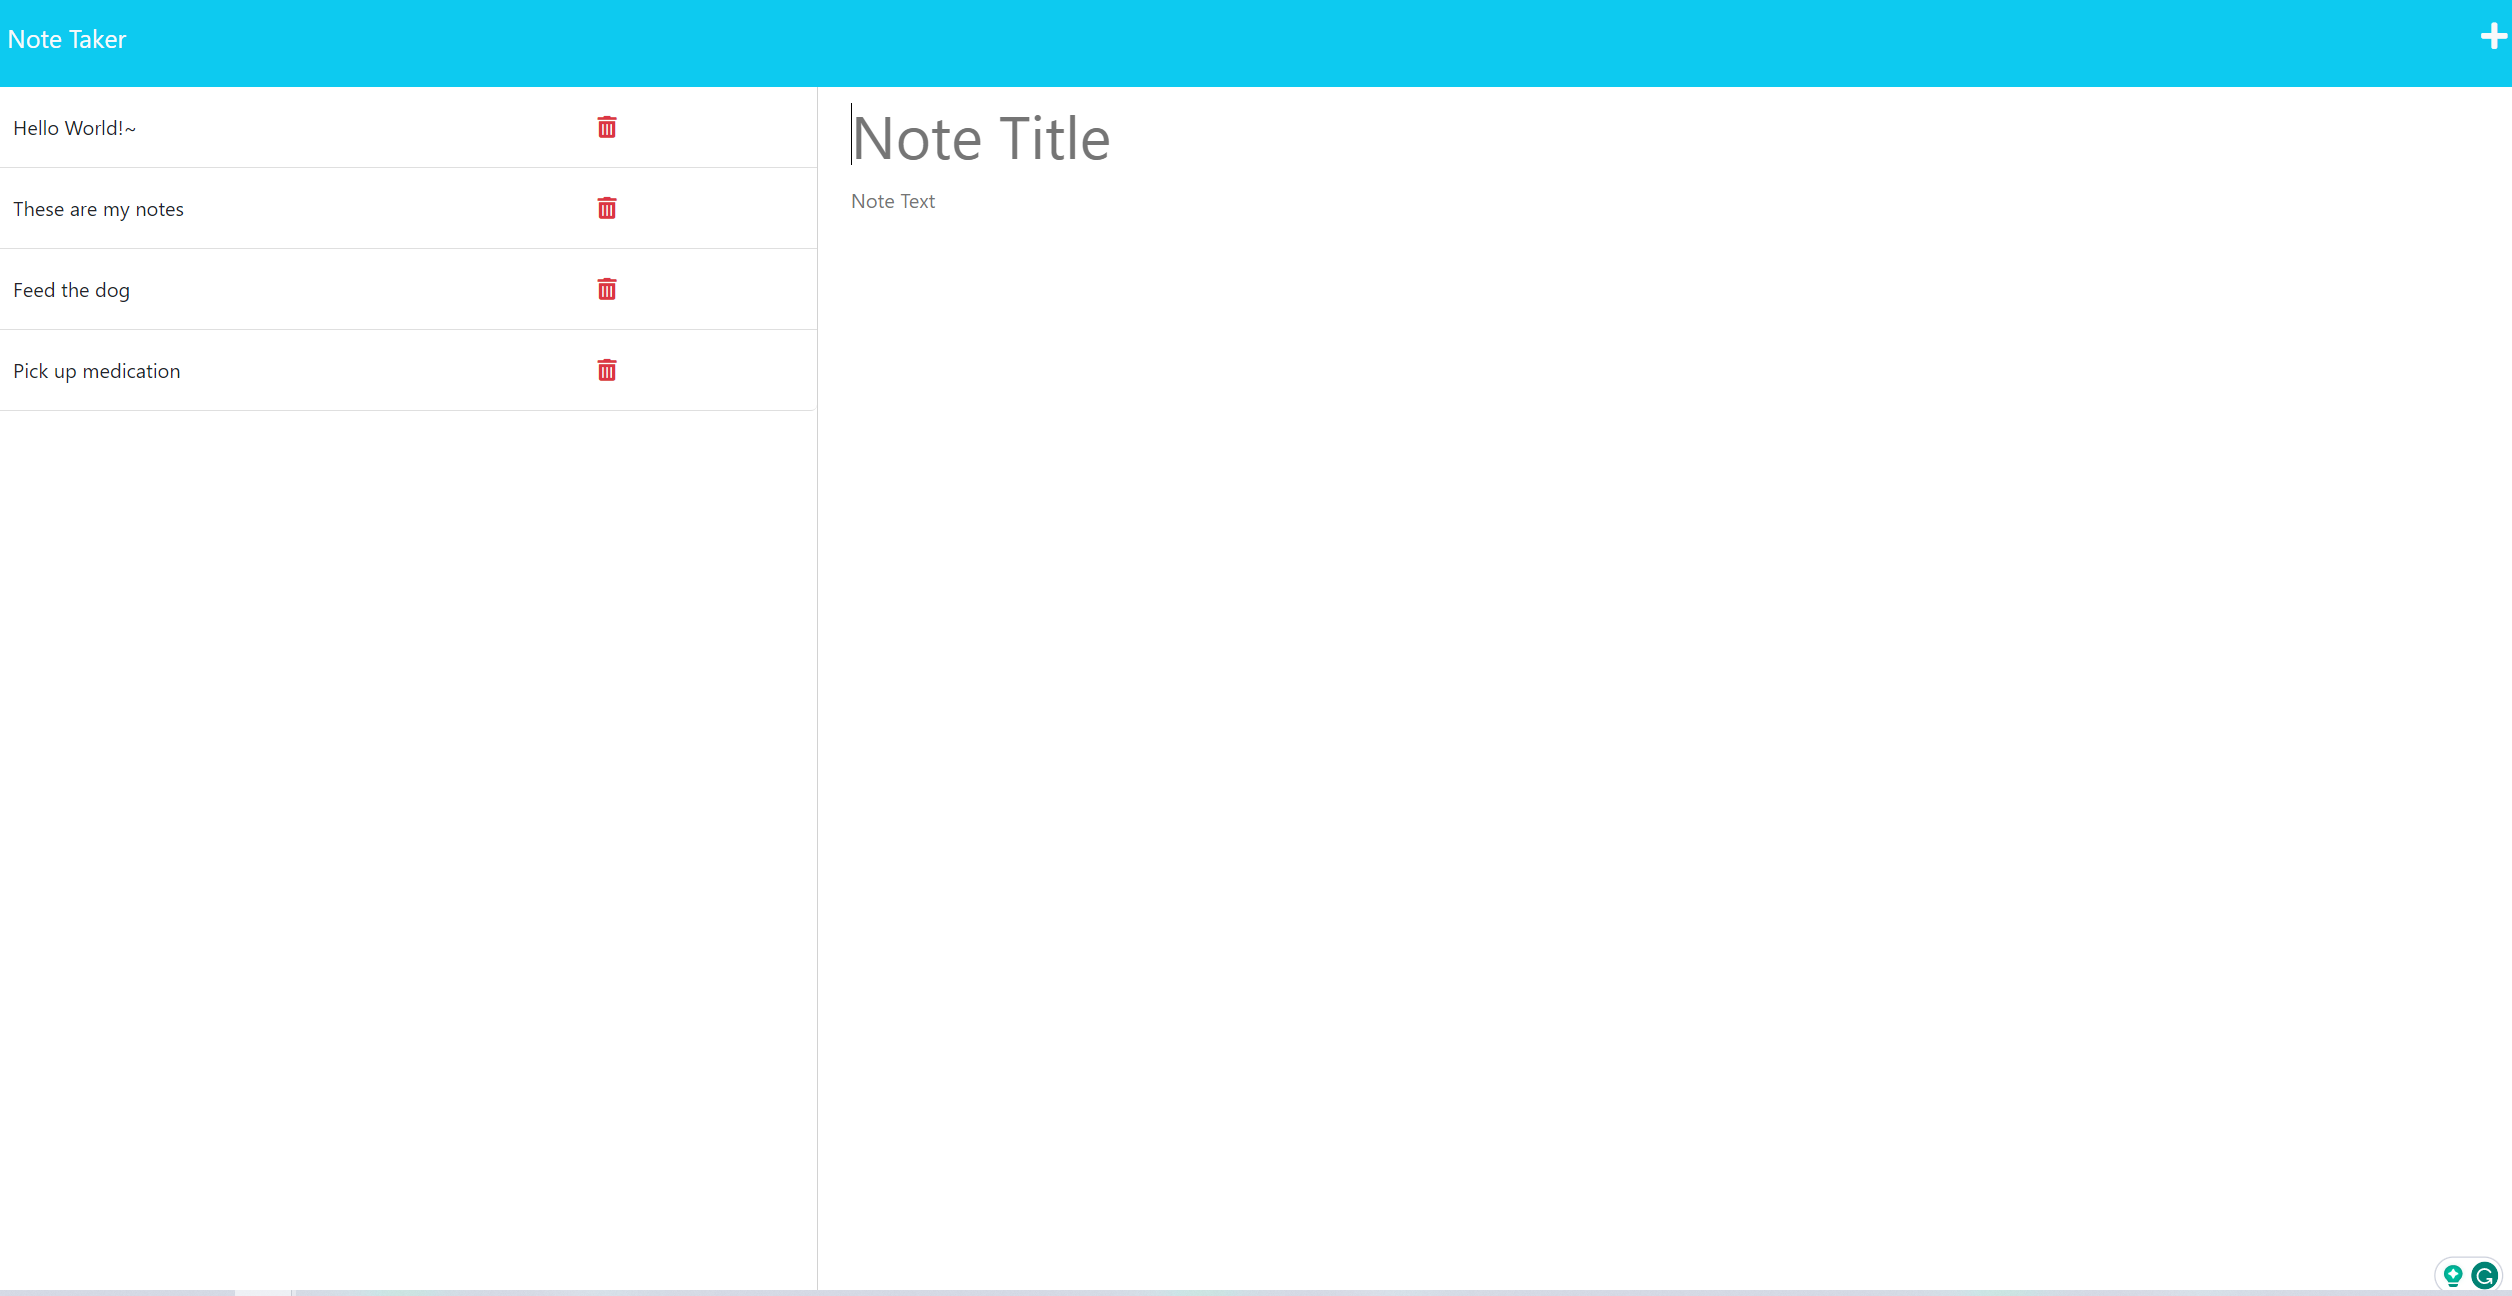 Note Taker
Hello World!~
These are my notes
Feed the dog
Pick up medication
Note Title
Note Text